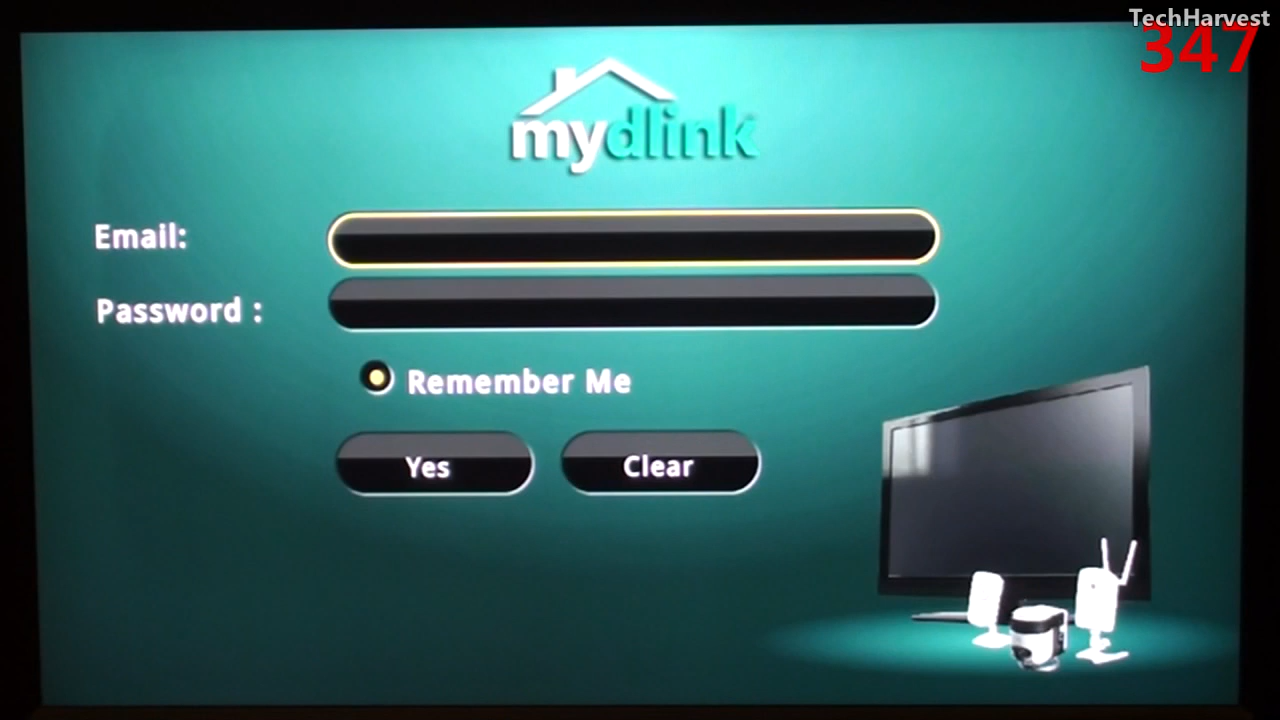 TechHarvest
347
mydlink
Email:
Password :
Remember Me
Yes
Clear